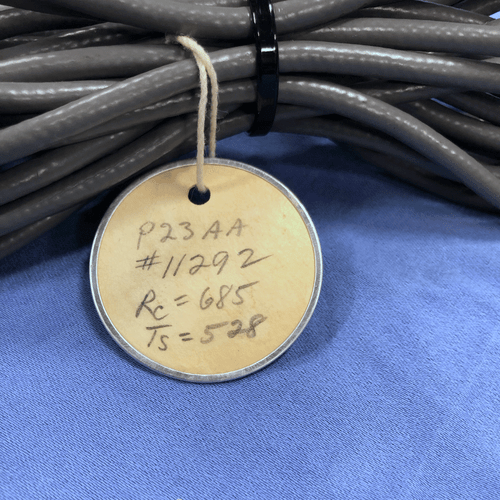 P23AA
#11292
Rc = 685
Ts = 528